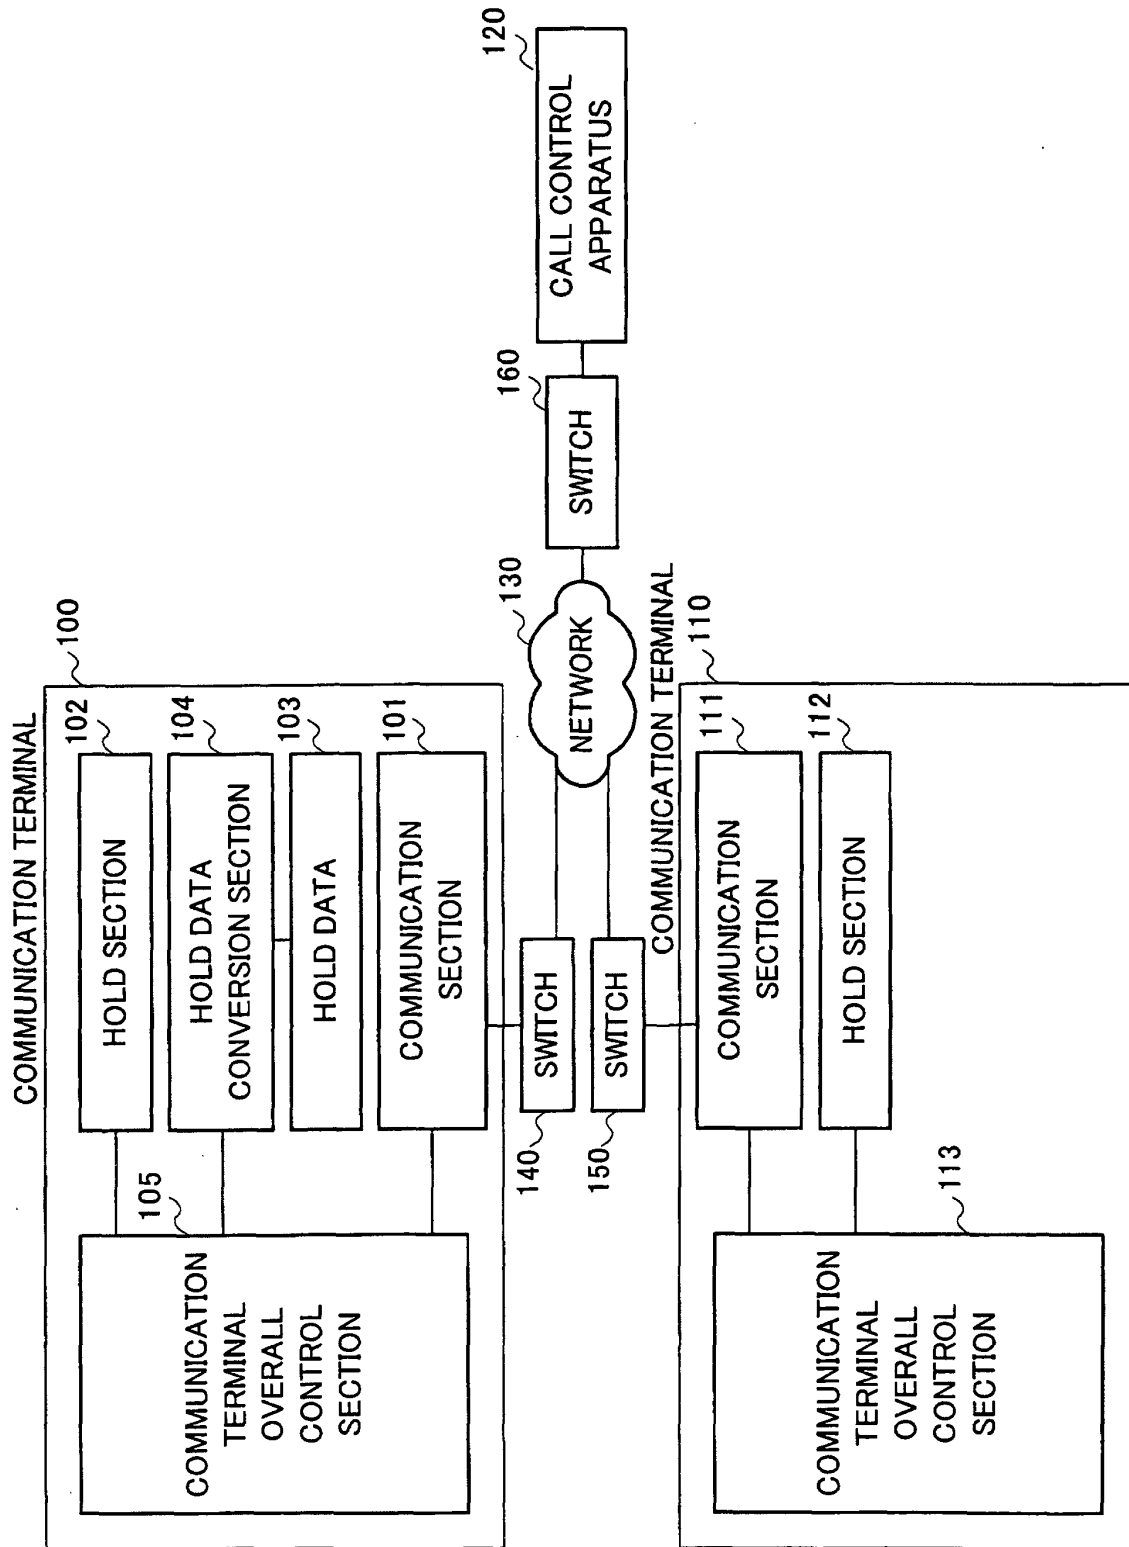 COMMUNICATION TERMINAL
100
102
HOLD SECTION
104
HOLD DATA
CONVERSION SECTION
103
HOLD DATA
101
COMMUNICATION
SECTION
105
COMMUNICATION
TERMINAL
OVERALL
CONTROL
SECTION
140
SWITCH
150
SWITCH
130
NETWORK
160
SWITCH
120
CALL CONTROL
APPARATUS
COMMUNICATION TERMINAL
110
111
COMMUNICATION
SECTION
112
HOLD SECTION
113
COMMUNICATION
TERMINAL
OVERALL
CONTROL
SECTION